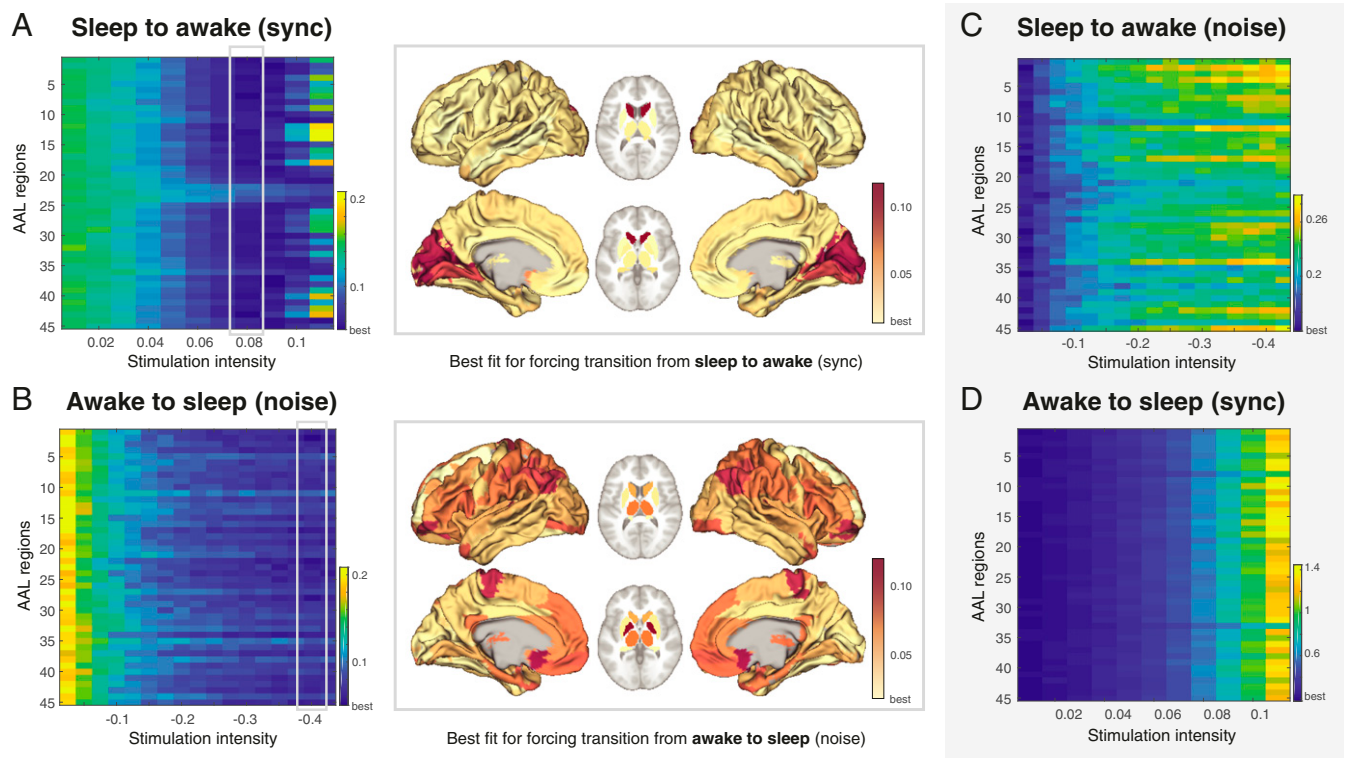 A Sleep to awake (sync)
AAL regions
5
10
15
20
25
30
35
40
45
0.02 0.04 0.06 0.08 0.1
Stimulation intensity
0.2
0.1
best
0.10
0.05
best
Best fit for forcing transition from sleep to awake (sync)
C Sleep to awake (noise)
AAL regions
5
10
15
20
25
30
35
40
45
-0.1 -0.2 -0.3 -0.4
Stimulation intensity
0.26
0.2
best
B Awake to sleep (noise)
AAL regions
5
10
15
20
25
30
35
40
45
-0.1 -0.2 -0.3 -0.4
Stimulation intensity
0.2
0.1
best
0.10
0.05
best
Best fit for forcing transition from awake to sleep (noise)
D Awake to sleep (sync)
AAL regions
5
10
15
20
25
30
35
40
45
0.02 0.04 0.06 0.08 0.1
Stimulation intensity
1.4
1
0.6
best